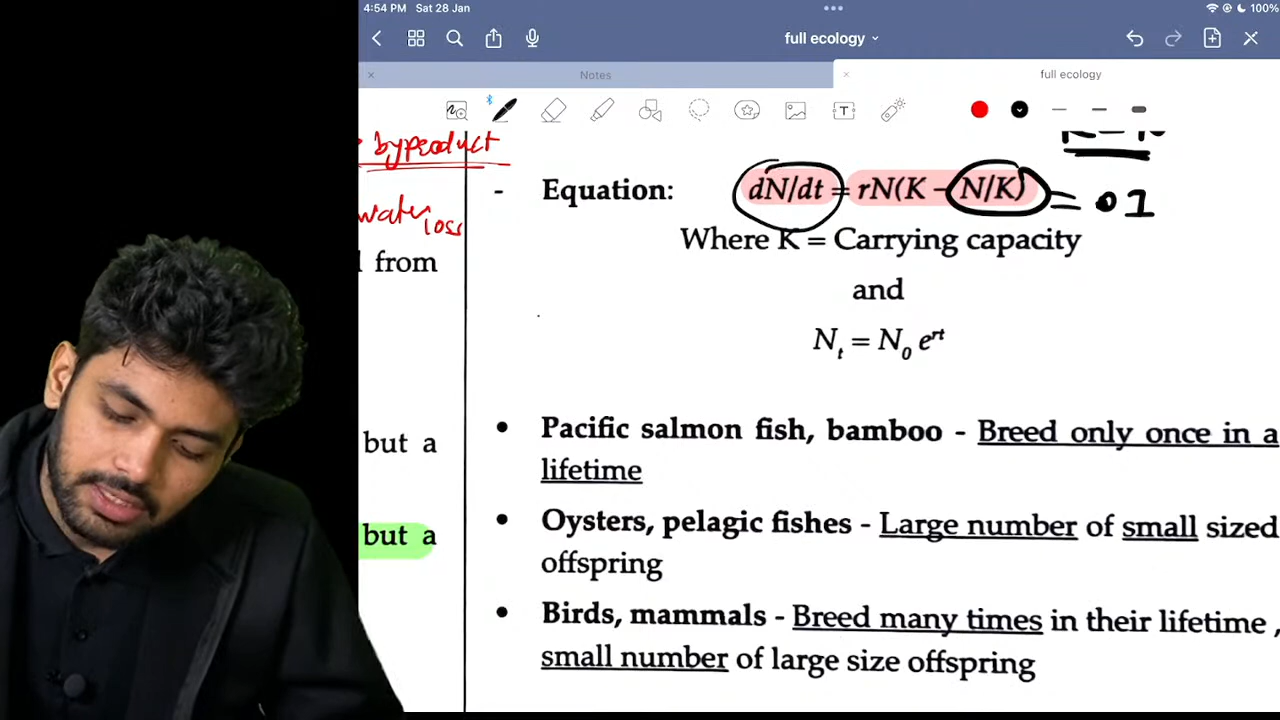 4:54 PM Sat 28 Jan
100%
full ecology
Notes
full ecology
byproduct
water loss
from
but a
but a
- Equation: dN/dt = rN(K – N/K) = 01
Where K = Carrying capacity
and
Nt = N0 e^rt
• Pacific salmon fish, bamboo - Breed only once in a
lifetime
• Oysters, pelagic fishes - Large number of small sized
offspring
• Birds, mammals - Breed many times in their lifetime ,
small number of large size offspring